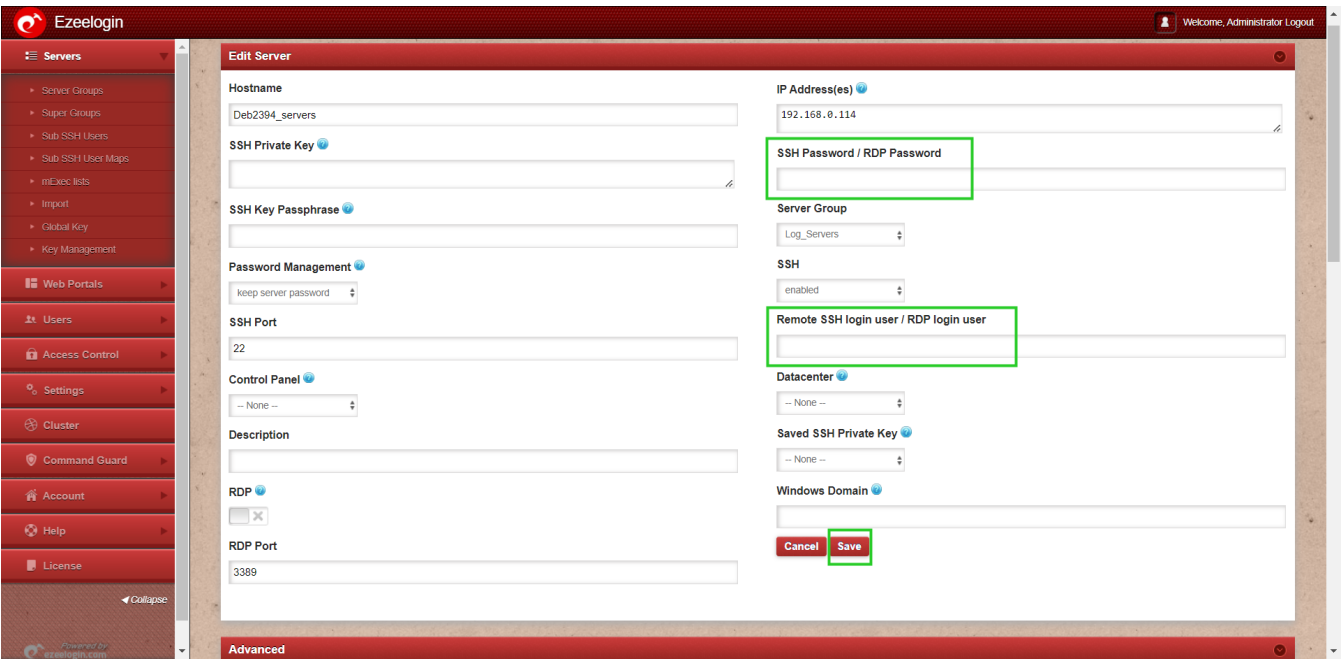 Ezeelogin
Welcome, Administrator Logout
Servers
Server Groups
Super Groups
Sub SSH Users
Sub SSH User Maps
mExec lists
Import
Global Key
Key Management
Web Portals
Users
Access Control
Settings
Cluster
Command Guard
Account
Help
License
Collapse
Powered by
ezeelogin.com
Edit Server
Hostname
Deb2394_servers
SSH Private Key
SSH Key Passphrase
Password Management
keep server password
SSH Port
22
Control Panel
-- None --
Description
RDP
RDP Port
3389
IP Address(es)
192.168.0.114
SSH Password / RDP Password
Server Group
Log_Servers
SSH
enabled
Remote SSH login user / RDP login user
Datacenter
-- None --
Saved SSH Private Key
-- None --
Windows Domain
Cancel Save
Advanced